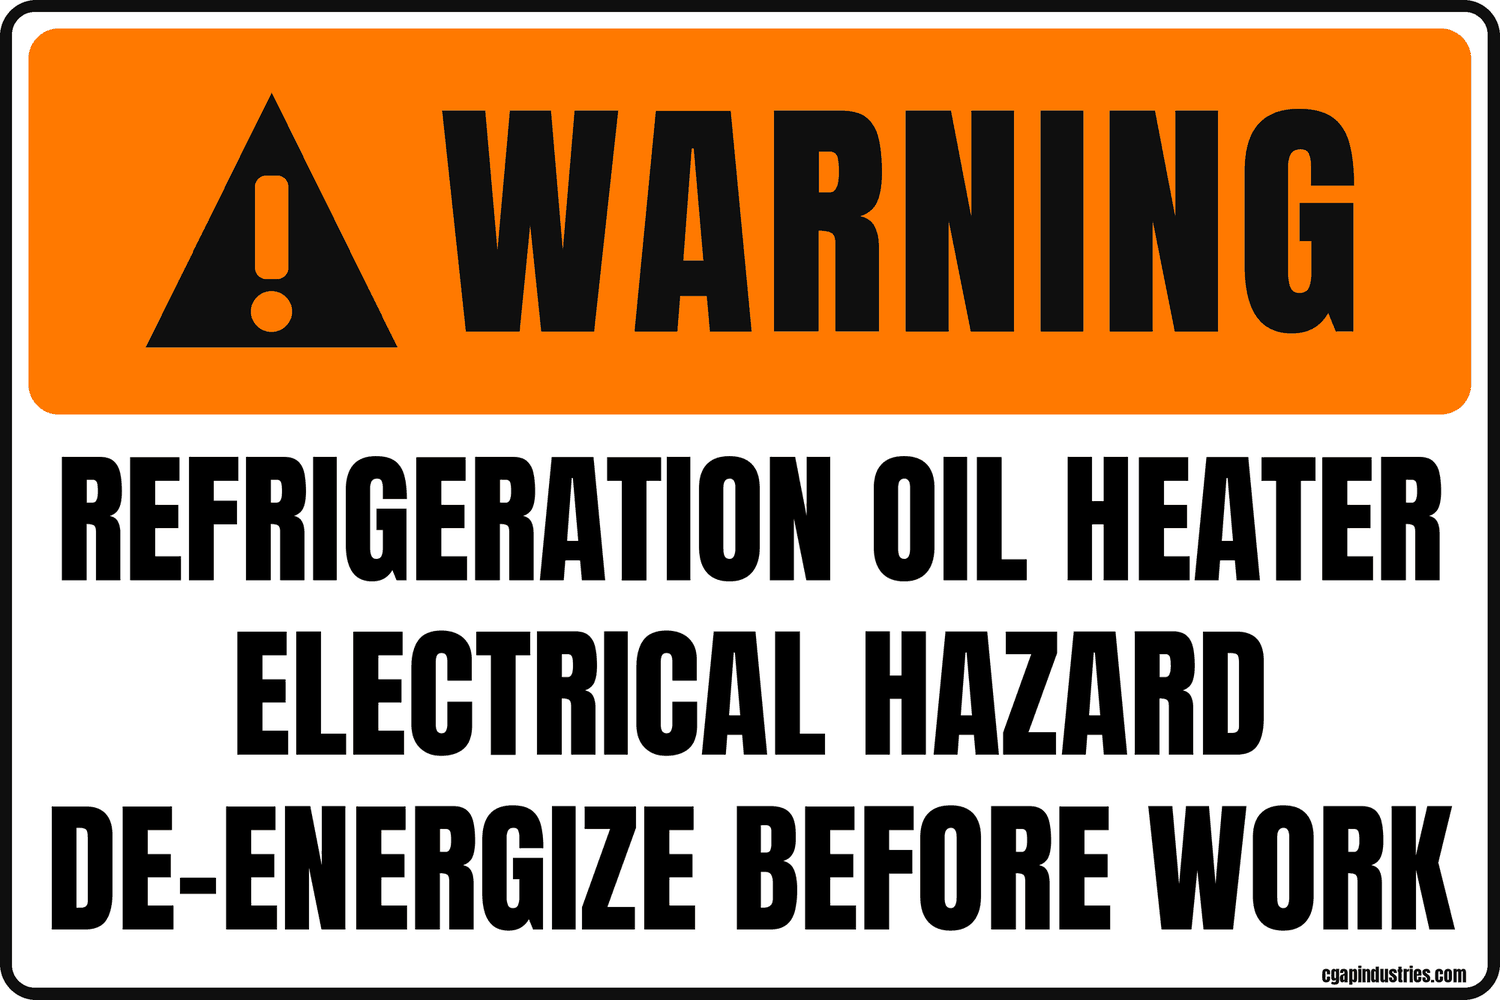 WARNING
REFRIGERATION OIL HEATER
ELECTRICAL HAZARD
DE-ENERGIZE BEFORE WORK
cgapindustries.com